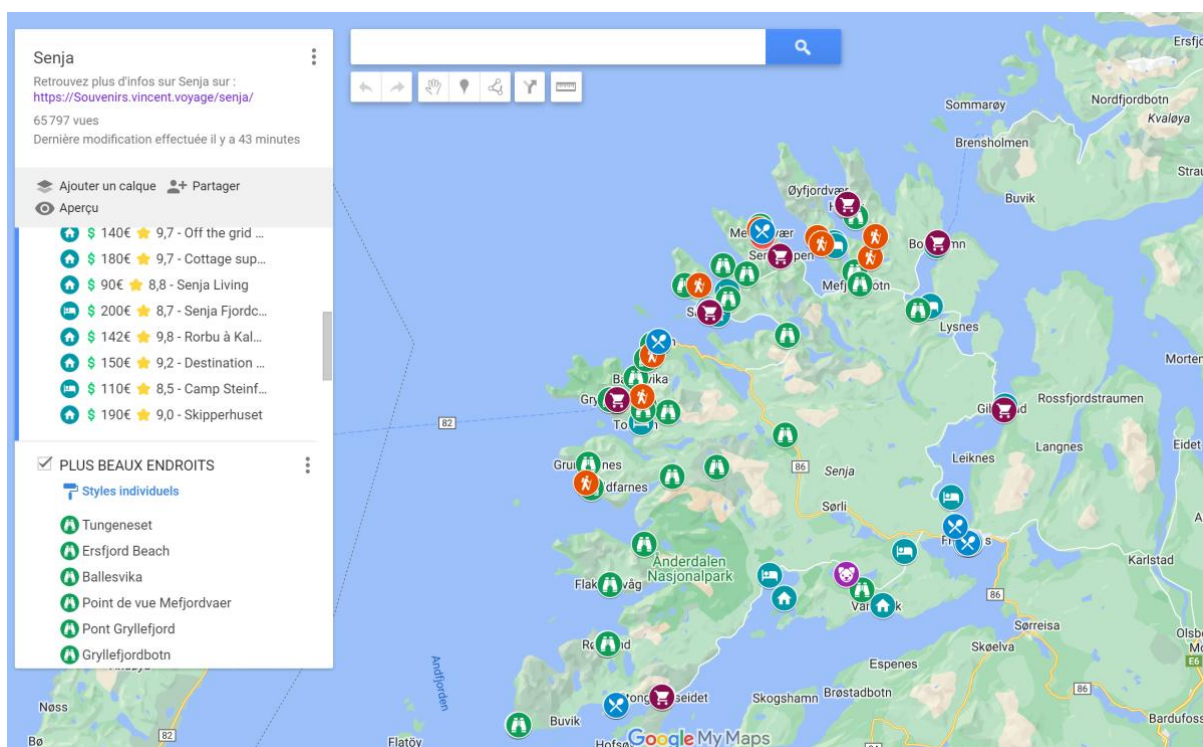 Senja
Retrouvez plus d'infos sur Senja sur :
https://Souvenirs.vincent.voyage/senja/
65 797 vues
Dernière modification effectuée il y a 43 minutes
Ajouter un calque Partager
Aperçu
$ 140€ 9,7 - Off the grid ...
$ 180€ 9,7 - Cottage sup...
$ 90€ 8,8 - Senja Living
$ 200€ 8,7 - Senja Fjordc...
$ 142€ 9,8 - Rorbu à Kal...
$ 150€ 9,2 - Destination ...
$ 110€ 8,5 - Camp Steinf...
$ 190€ 9,0 - Skipperhuset
PLUS BEAUX ENDROITS
Styles individuels
Tungeneset
Ersfjord Beach
Ballesvika
Point de vue Mefjordvaer
Pont Gryllefjord
Gryllefjordbotn
Nøss
82
Bø
Andfjorden
Flatøy
82
Sommarøy
Nordfjordbotn
Kvaløya
Brensholmen
Buvik
Øyfjordvær
Lysnes
Rossfjordstraumen
Langnes
Leiknes
86
Senja
Sørli
Ånderdalen
Nasjonalpark
Karlstad
86
Sørreisa
Skøelva
E6
Espenes
86
Skogshamn
Brøstadbotn
Buvik
Bardufoss
Google My Maps